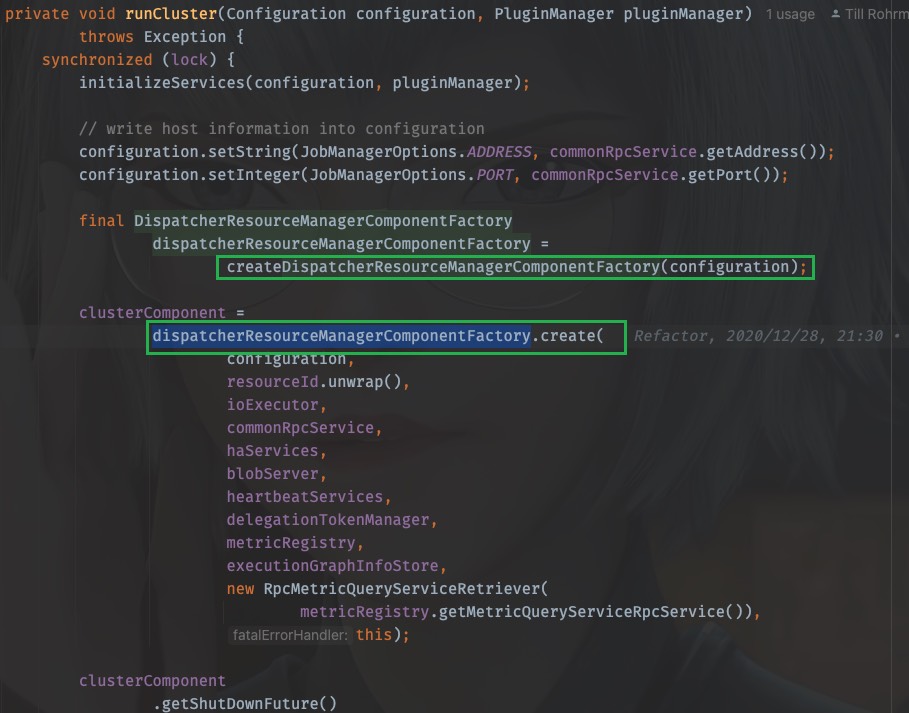 private void runCluster(Configuration configuration, PluginManager pluginManager) 1 usage Till Rohrm
throws Exception {
synchronized (lock) {
initializeServices(configuration, pluginManager);
// write host information into configuration
configuration.setString(JobManagerOptions.ADDRESS, commonRpcService.getAddress());
configuration.setInteger(JobManagerOptions.PORT, commonRpcService.getPort());
final DispatcherResourceManagerComponentFactory
dispatcherResourceManagerComponentFactory =
createDispatcherResourceManagerComponentFactory(configuration);
clusterComponent =
dispatcherResourceManagerComponentFactory.create( Refactor, 2020/12/28, 21:30 •
configuration,
resourceId.unwrap(),
ioExecutor,
commonRpcService,
haServices,
blobServer,
heartbeatServices,
delegationTokenManager,
metricRegistry,
executionGraphInfoStore,
new RpcMetricQueryServiceRetriever(
metricRegistry.getMetricQueryServiceRpcService()),
fatalErrorHandler: this);
clusterComponent
.getShutDownFuture()